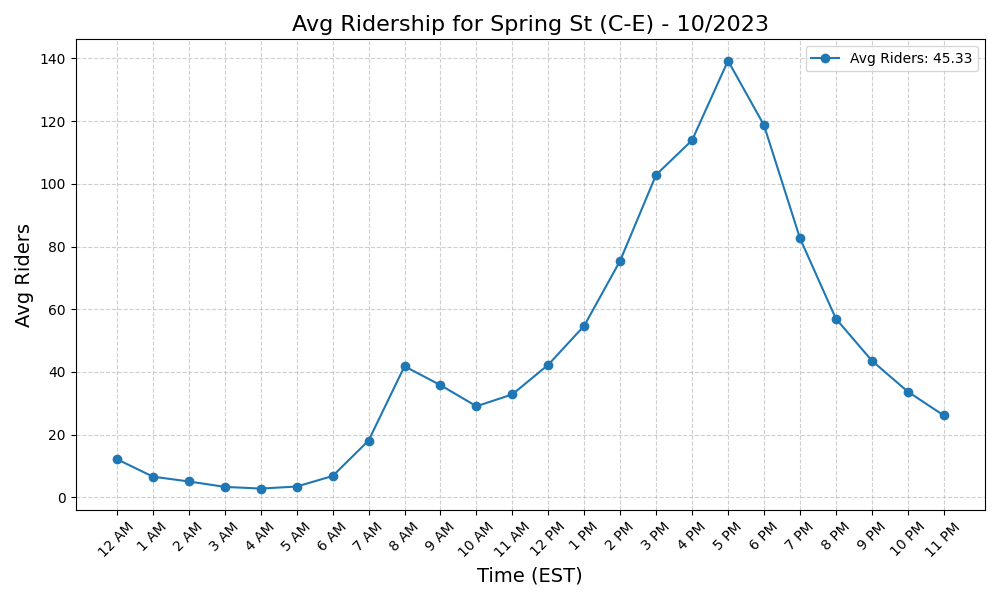 Avg Ridership for Spring St (C-E) - 10/2023
Avg Riders: 45.33
Avg Riders
140
120
100
80
60
40
20
0
12 AM 1 AM 2 AM 3 AM 4 AM 5 AM 6 AM 7 AM 8 AM 9 AM 10 AM 11 AM 12 PM 1 PM 2 PM 3 PM 4 PM 5 PM 6 PM 7 PM 8 PM 9 PM 10 PM 11 PM
Time (EST)